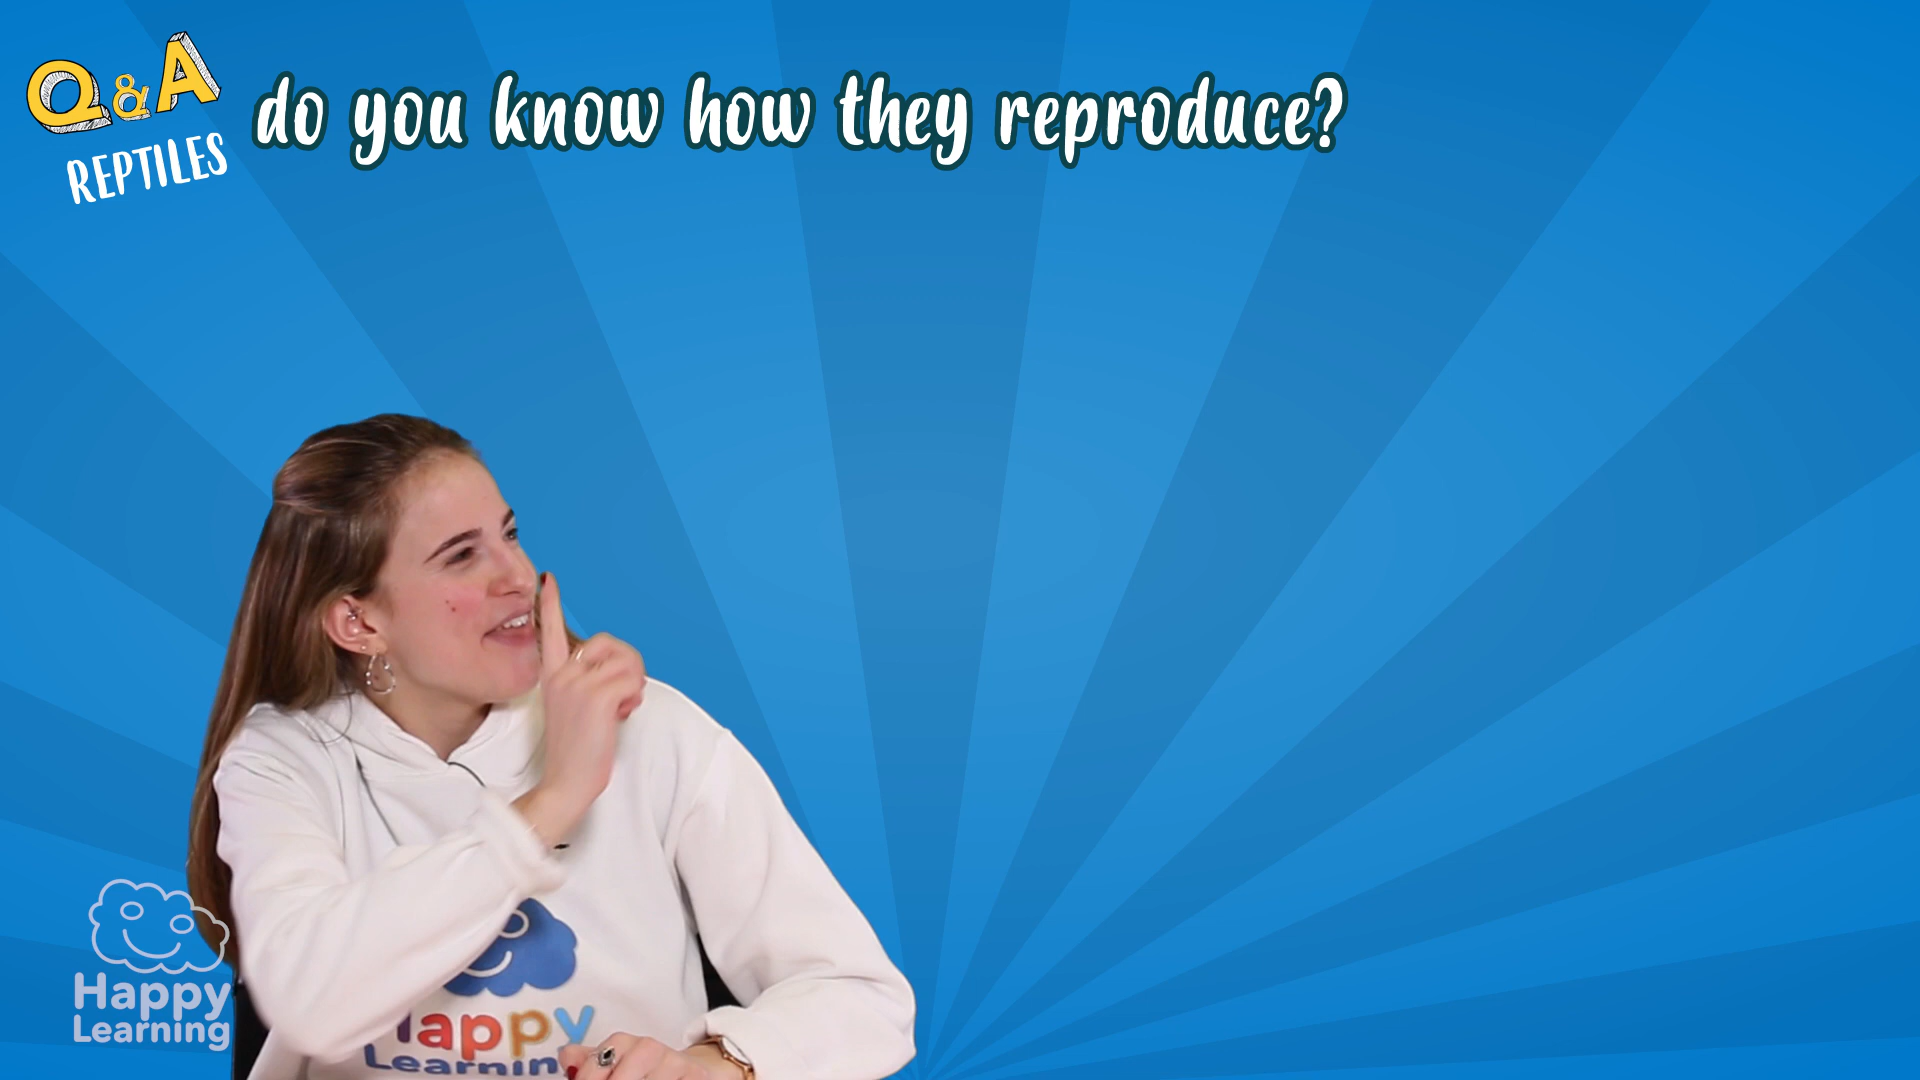 Q&A
REPTILES
do you know how they reproduce?
Happy
Learning
Happy
Learning